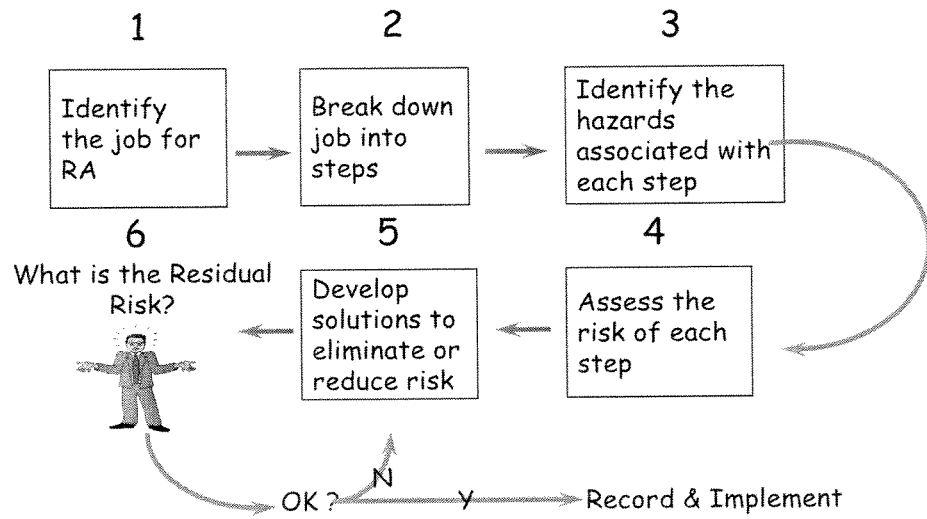 1
Identify
the job for
RA
2
Break down
job into
steps
3
Identify the
hazards
associated with
each step
4
Assess the
risk of each
step
5
Develop
solutions to
eliminate or
reduce risk
6
What is the Residual
Risk?
OK ?
N
Y
Record & Implement